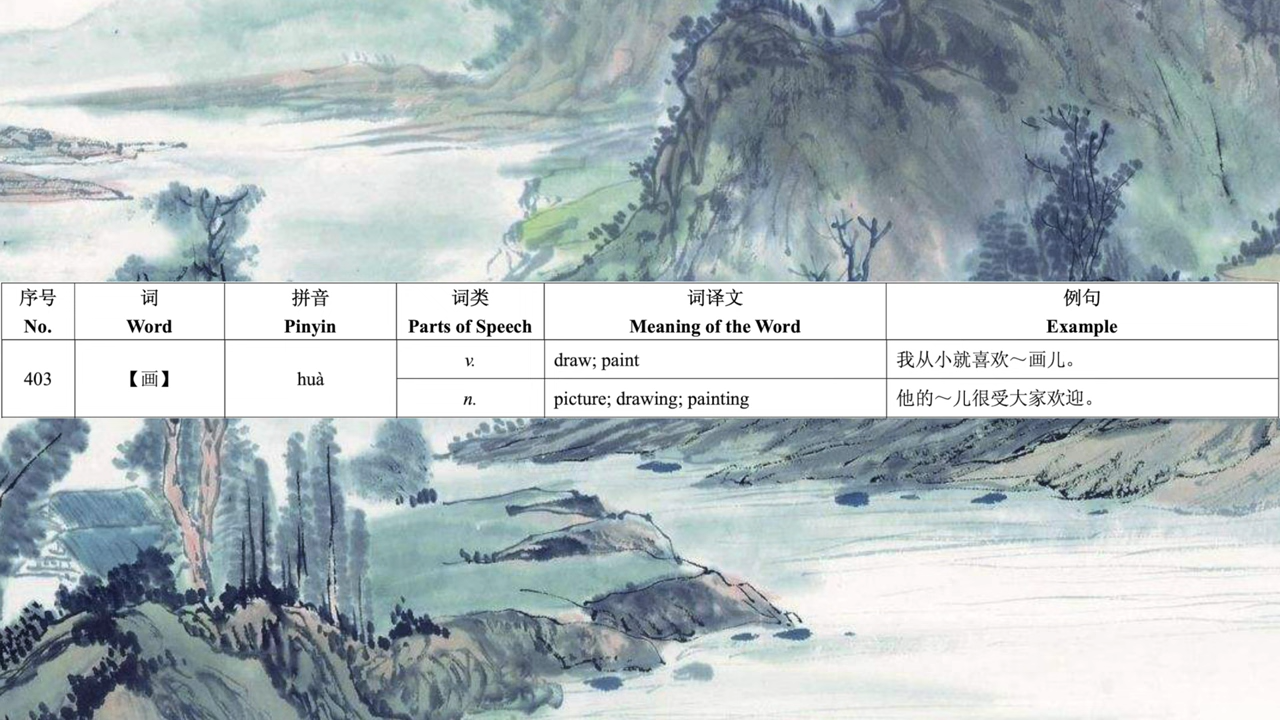 序号 词 拼音 词类 词译文 例句
No. Word Pinyin Parts of Speech Meaning of the Word Example
403 【画】 huà v. draw; paint 我从小就喜欢～画儿。
n. picture; drawing; painting 他的～儿很受大家欢迎。